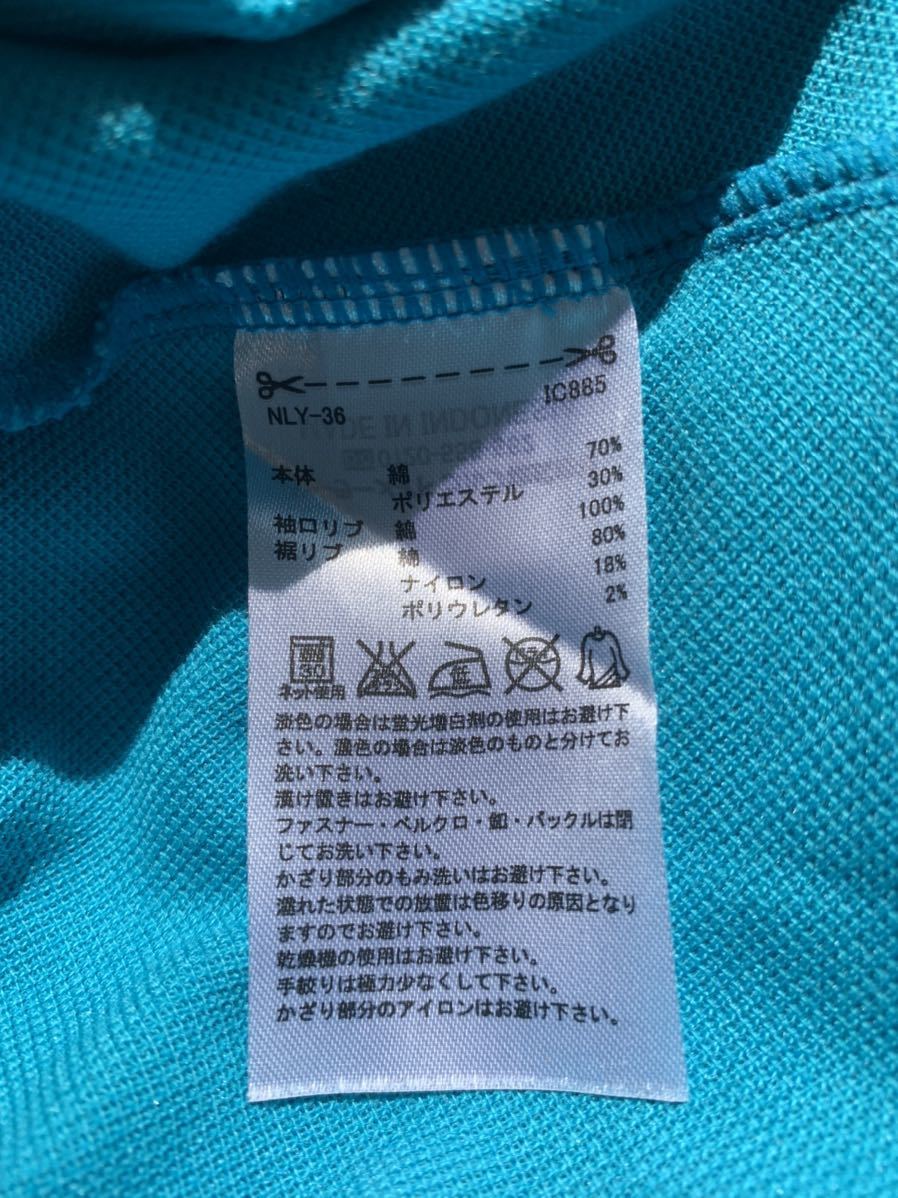 NLY-36 IC885
本体 綿 70%
ポリエステル 30%
袖口リブ 綿 100%
裾リブ 綿 80%
ナイロン 18%
ポリウレタン 2%
30
ネット使用
淡色の場合は蛍光増白剤の使用はお避け下
さい。濃色の場合は淡色のものと分けてお
洗い下さい。
漬け置きはお避け下さい。
ファスナー・ベルクロ・釦・バックルは閉
じてお洗い下さい。
かざり部分のもみ洗いはお避け下さい。
濡れた状態での放置は色移りの原因となり
ますのでお避け下さい。
乾燥機の使用はお避け下さい。
手絞りは極力少なくして下さい。
かざり部分のアイロンはお避け下さい。